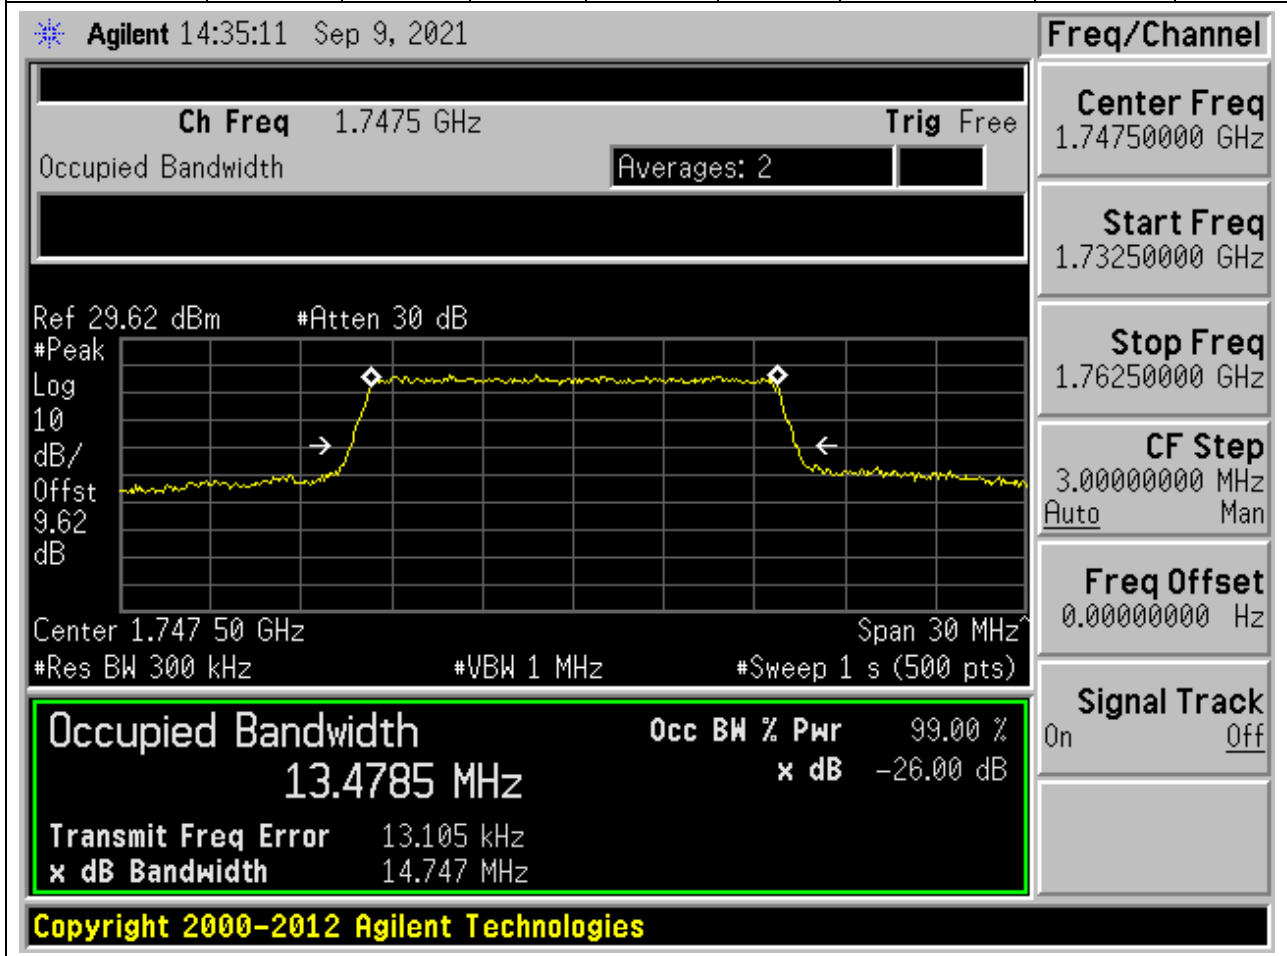 Agilent 14:35:11 Sep 9, 2021
Freq/Channel
Ch Freq 1.7475 GHz Trig Free
Occupied Bandwidth Averages: 2
Center Freq
1.74750000 GHz
Start Freq
1.73250000 GHz
Stop Freq
1.76250000 GHz
CF Step
3.00000000 MHz
Auto Man
Freq Offset
0.00000000 Hz
Signal Track
On Off
Ref 29.62 dBm #Atten 30 dB
#Peak
Log
10
dB/
Offst
9.62
dB
Center 1.747 50 GHz Span 30 MHz^
#Res BW 300 kHz #VBW 1 MHz #Sweep 1 s (500 pts)
Occupied Bandwidth Occ BW % Pwr 99.00 %
13.4785 MHz x dB -26.00 dB
Transmit Freq Error 13.105 kHz
x dB Bandwidth 14.747 MHz
Copyright 2000-2012 Agilent Technologies